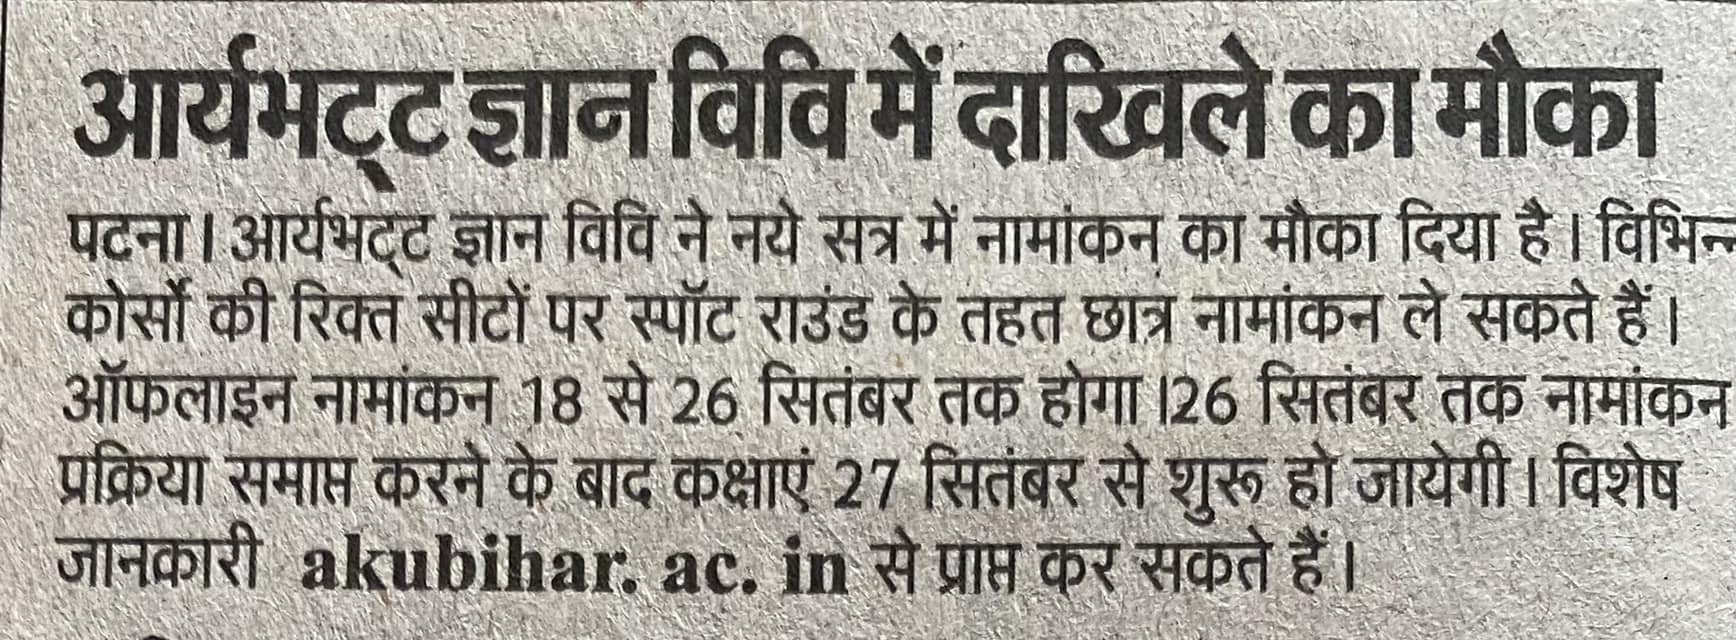 आर्यभट्ट ज्ञान विवि में दाखिले का मौका
पटना। आर्यभट्ट ज्ञान विवि ने नये सत्र में नामांकन का मौका दिया है। विभिन्न
कोर्सों की रिक्त सीटों पर स्पॉट राउंड के तहत छात्र नामांकन ले सकते हैं।
ऑफलाइन नामांकन 18 से 26 सितंबर तक होगा।26 सितंबर तक नामांकन
प्रक्रिया समाप्त करने के बाद कक्षाएं 27 सितंबर से शुरू हो जायेगी। विशेष
जानकारी akubihar. ac. in से प्राप्त कर सकते हैं।